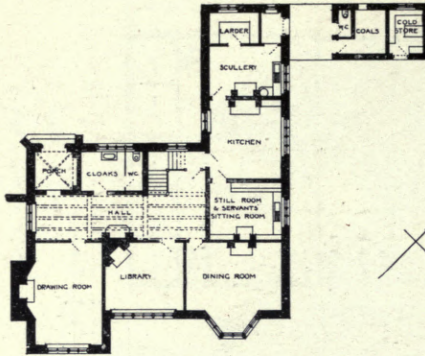 LARDER
W.C.
COALS
COLD
STORE
SCULLERY
KITCHEN
PORCH
CLOAKS
W.C.
HALL
STILL ROOM
& SERVANTS
SITTING ROOM
DRAWING ROOM
LIBRARY
DINING ROOM